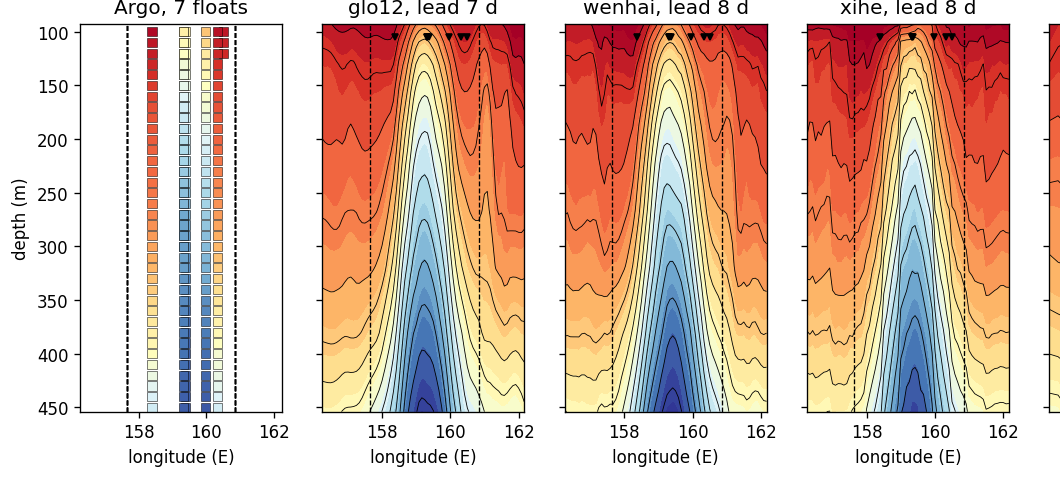 Argo, 7 floats
glo12, lead 7 d
wenhai, lead 8 d
xihe, lead 8 d
depth (m)
100
150
200
250
300
350
400
450
158 160 162
158 160 162
158 160 162
158 160 162
longitude (E)
longitude (E)
longitude (E)
longitude (E)